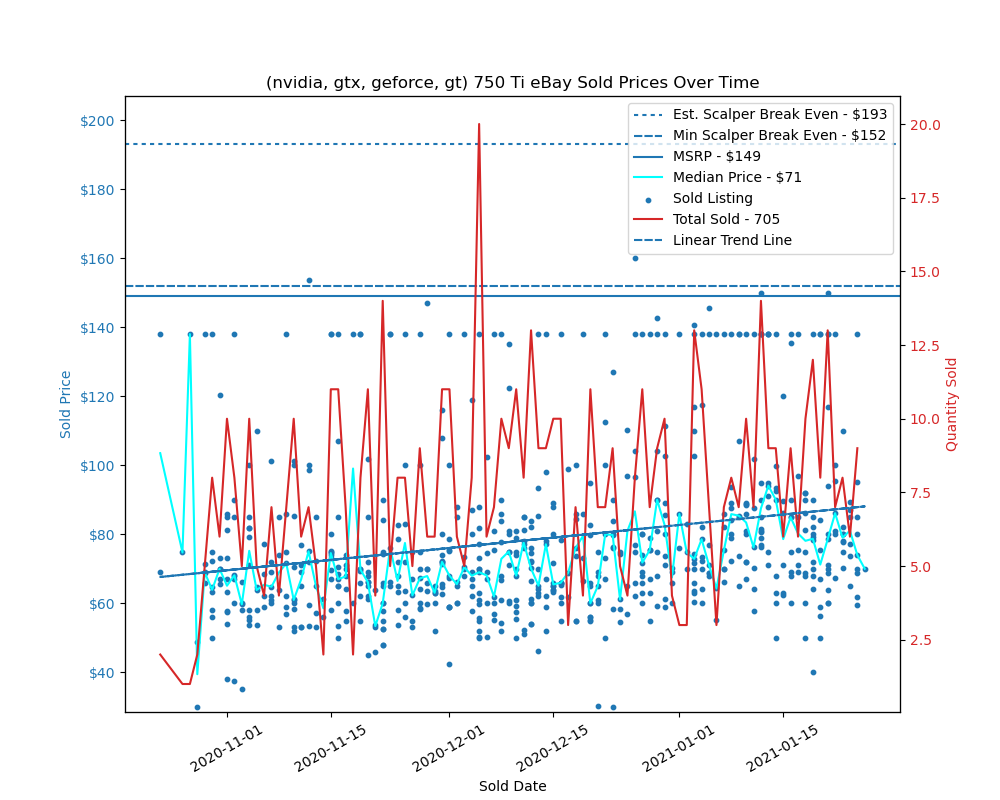 (nvidia, gtx, geforce, gt) 750 Ti eBay Sold Prices Over Time
Est. Scalper Break Even - $193
Min Scalper Break Even - $152
MSRP - $149
Median Price - $71
Sold Listing
Total Sold - 705
Linear Trend Line
$200
$180
$160
$140
$120
$100
$80
$60
$40
Sold Price
20.0
17.5
15.0
12.5
10.0
7.5
5.0
2.5
Quantity Sold
2020-11-01
2020-11-15
2020-12-01
2020-12-15
2021-01-01
2021-01-15
Sold Date